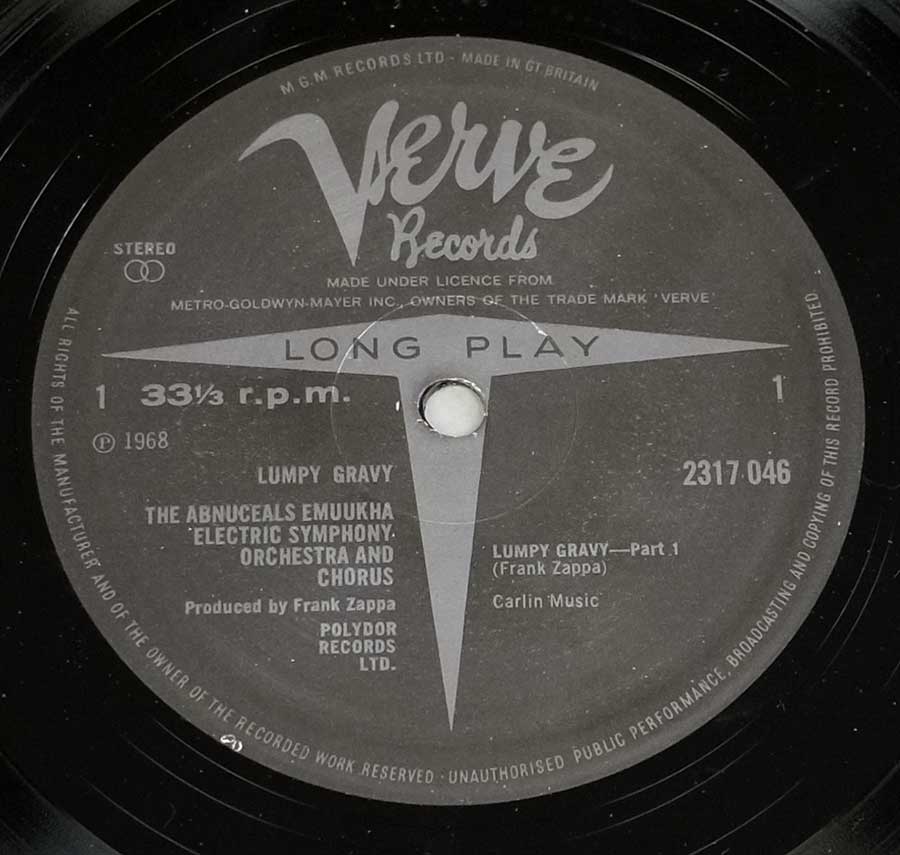 M G M RECORDS LTD - MADE IN GT BRITAIN
Verve
Records
STEREO
MADE UNDER LICENCE FROM
METRO-GOLDWYN-MAYER INC., OWNERS OF THE TRADE MARK 'VERVE'
LONG PLAY
1 33⅓ r.p.m. 1
℗ 1968
LUMPY GRAVY
2317 046
THE ABNUCEALS EMUUKHA
ELECTRIC SYMPHONY
ORCHESTRA AND
CHORUS
Produced by Frank Zappa
POLYDOR
RECORDS
LTD.
LUMPY GRAVY—Part 1
(Frank Zappa)
Carlin Music
ALL RIGHTS OF THE MANUFACTURER AND OF THE OWNER OF THE RECORDED WORK RESERVED · UNAUTHORISED PUBLIC PERFORMANCE, BROADCASTING AND COPYING OF THIS RECORD PROHIBITED